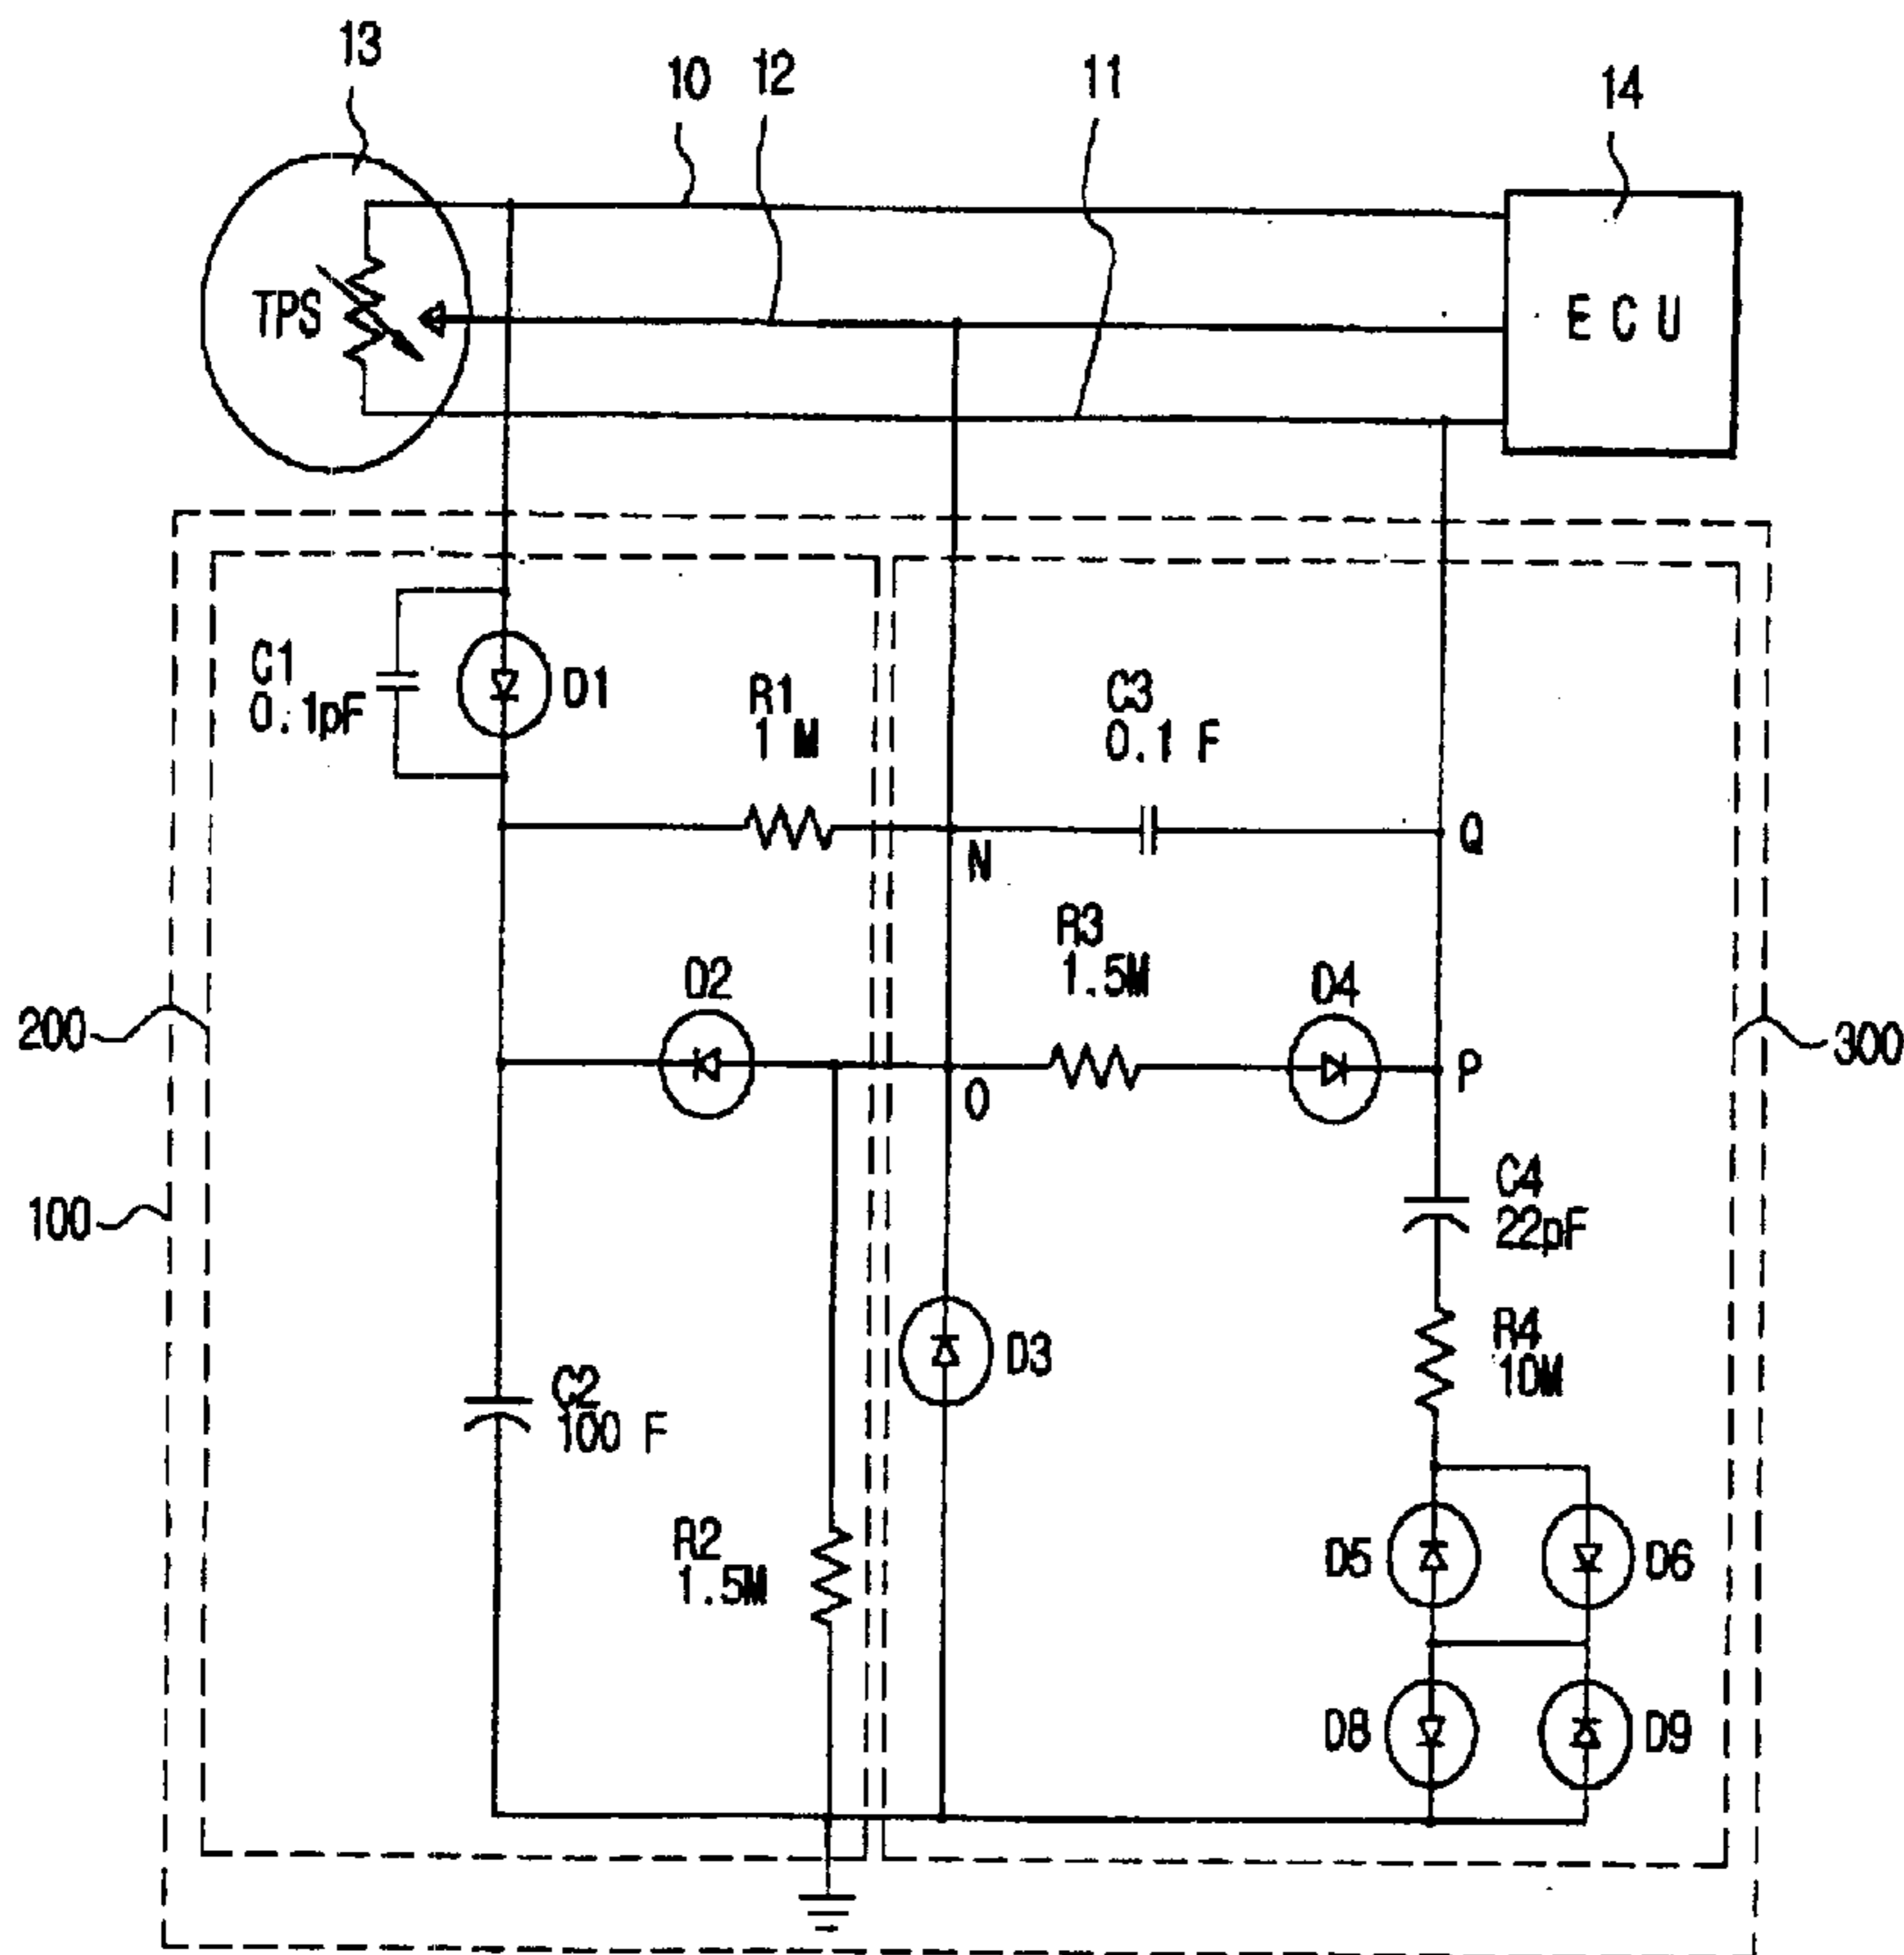 13
10
12
11
14
TPS
E C U
C1
0.1pF
D1
R1
1 M
C3
0.1 F
N
Q
R3
1.5M
D2
D4
200
O
P
300
100
C4
22pF
R4
10M
D3
C2
100 F
R2
1.5M
D5
D6
D8
D9